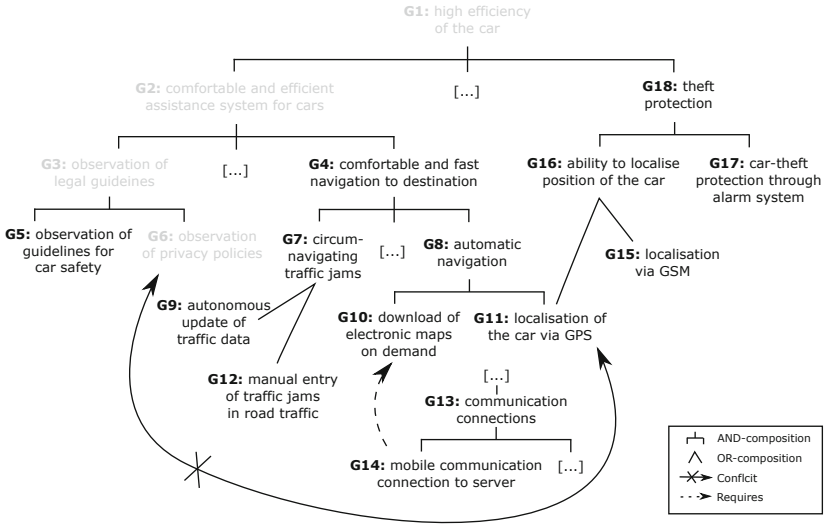 G1: high efficiency
of the car
G2: comfortable and efficient
assistance system for cars
[...]
G18: theft
protection
G3: observation of
legal guideines
[...]
G4: comfortable and fast
navigation to destination
G16: ability to localise
position of the car
G17: car-theft
protection through
alarm system
G5: observation of
guidelines for
car safety
G6: observation
of privacy policies
G7: circum-
navigating
traffic jams
[...]
G8: automatic
navigation
G15: localisation
via GSM
G9: autonomous
update of
traffic data
G10: download of
electronic maps
on demand
G11: localisation of
the car via GPS
G12: manual entry
of traffic jams
in road traffic
[...]
G13: communication
connections
G14: mobile communication
connection to server
[...]
AND-composition
OR-composition
Conflcit
Requires